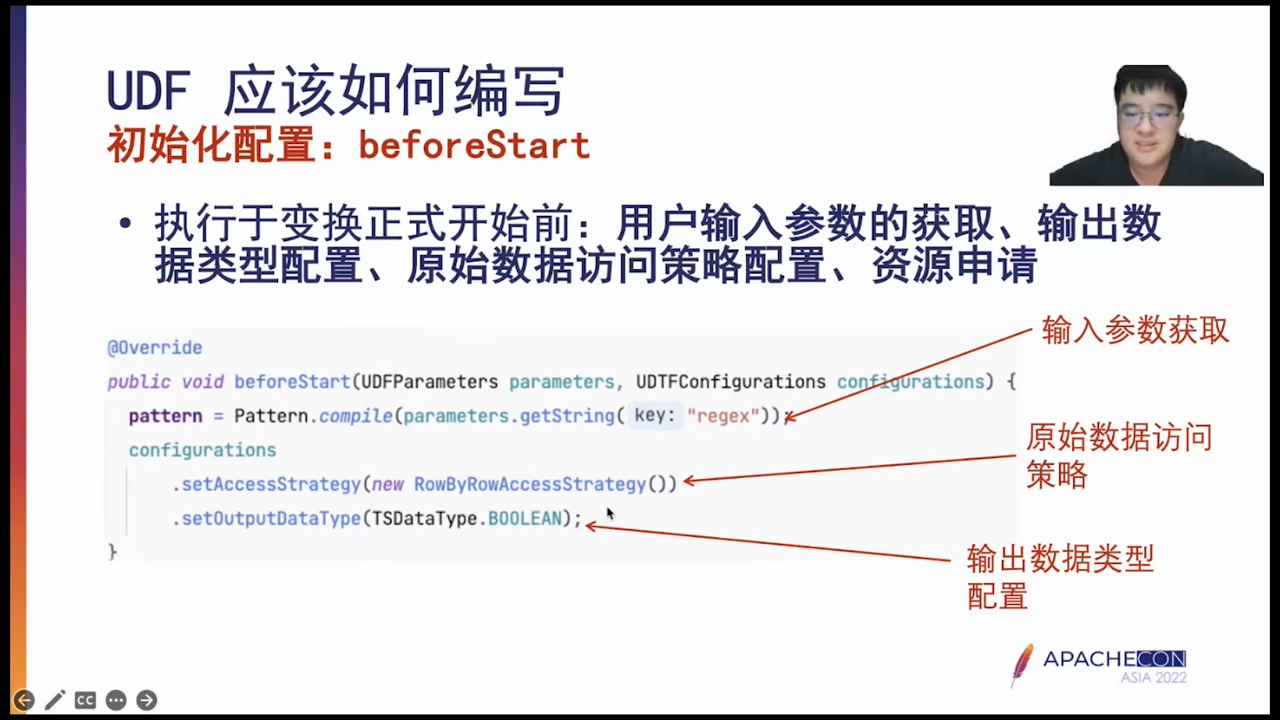 UDF 应该如何编写
初始化配置：beforeStart
• 执行于变换正式开始前：用户输入参数的获取、输出数
据类型配置、原始数据访问策略配置、资源申请
@Override
public void beforeStart(UDFParameters parameters, UDTFConfigurations configurations) {
pattern = Pattern.compile(parameters.getString( key: "regex"));
configurations
.setAccessStrategy(new RowByRowAccessStrategy())
.setOutputDataType(TSDataType.BOOLEAN);
}
输入参数获取
原始数据访问
策略
输出数据类型
配置
APACHECON
ASIA 2022
CC